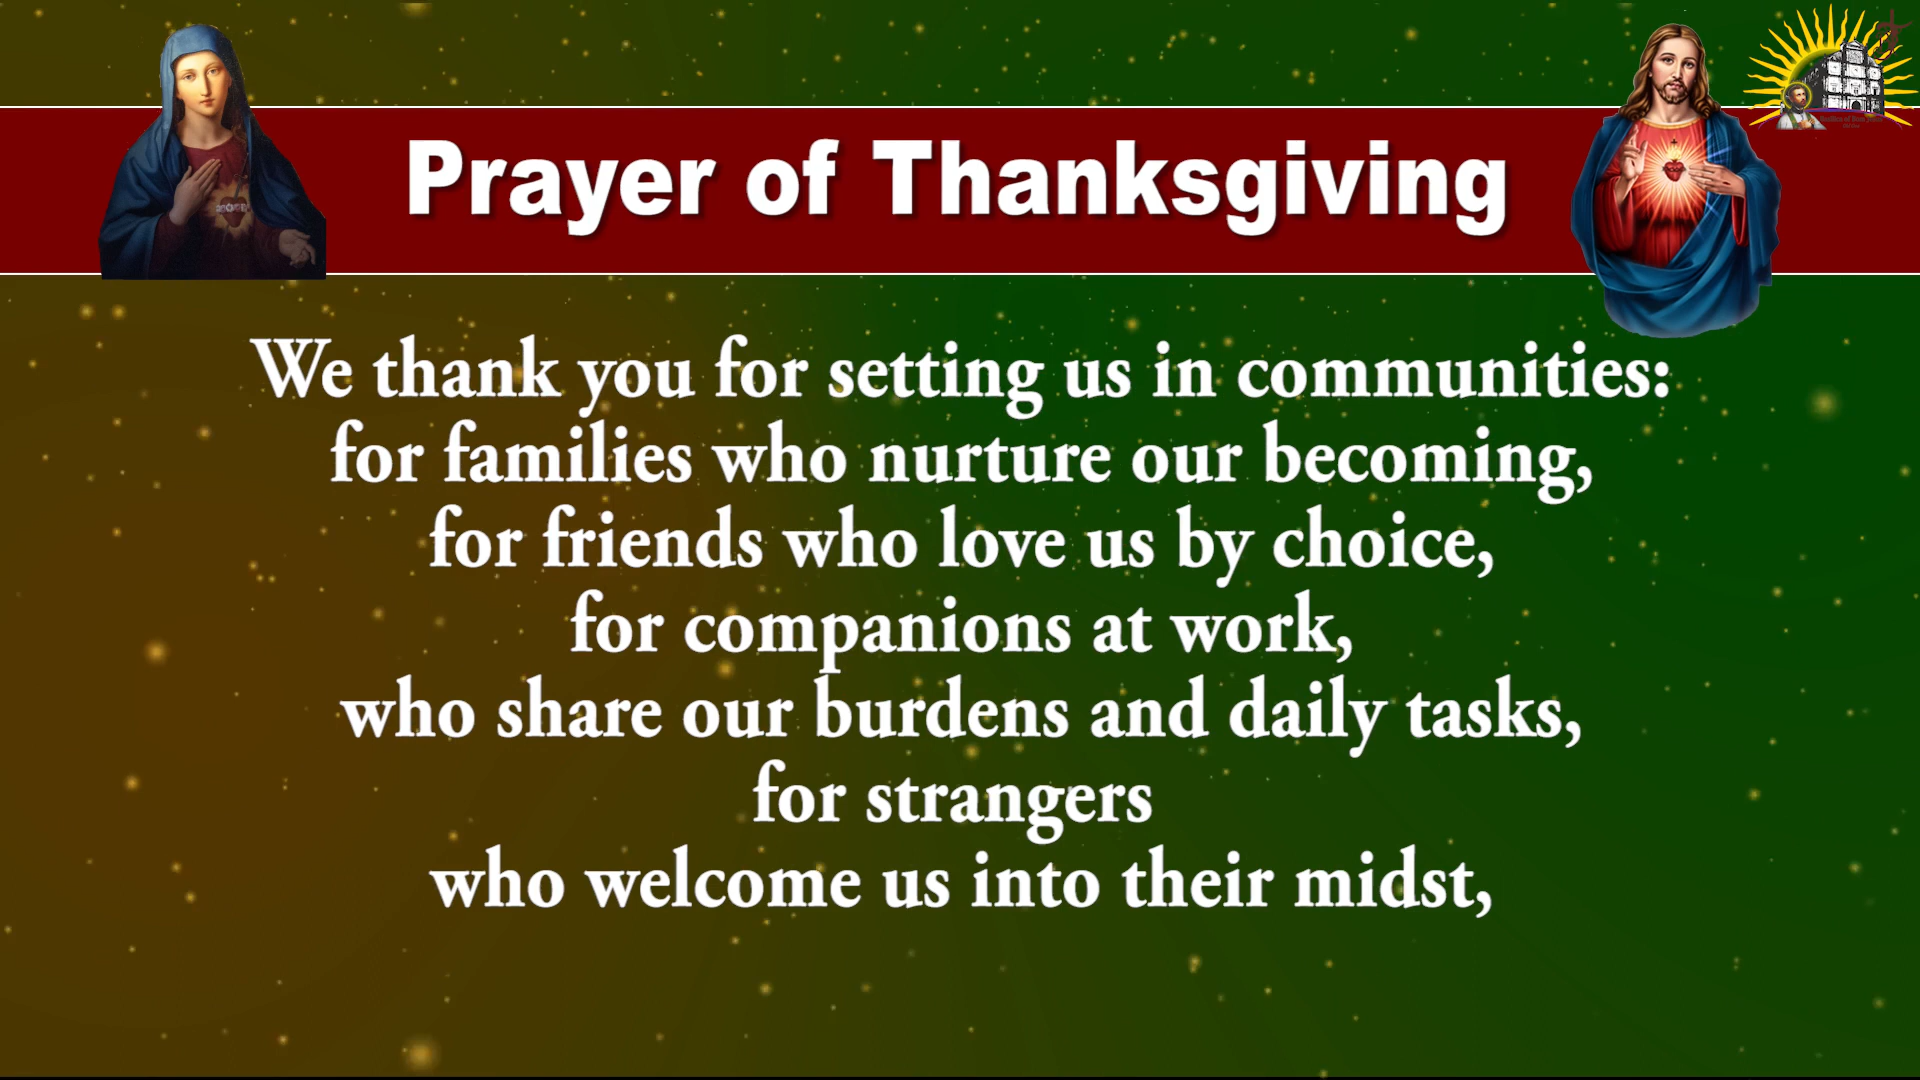 Prayer of Thanksgiving
We thank you for setting us in communities:
for families who nurture our becoming,
for friends who love us by choice,
for companions at work,
who share our burdens and daily tasks,
for strangers
who welcome us into their midst,